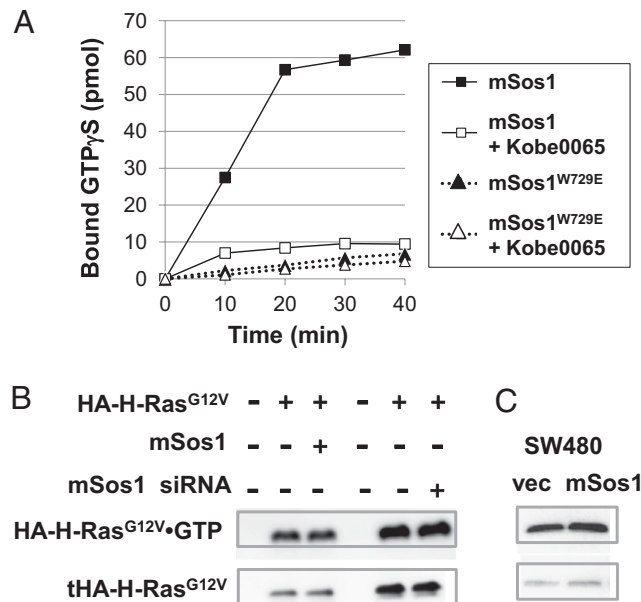 A
Bound GTPγS (pmol)
70
60
50
40
30
20
10
0
0 10 20 30 40
Time (min)
mSos1
mSos1
+ Kobe0065
mSos1W729E
mSos1W729E
+ Kobe0065
B
HA-H-RasG12V - + + - + +
mSos1 - - + - - -
mSos1 siRNA - - - - - +
HA-H-RasG12V•GTP
tHA-H-RasG12V
C
SW480
vec mSos1